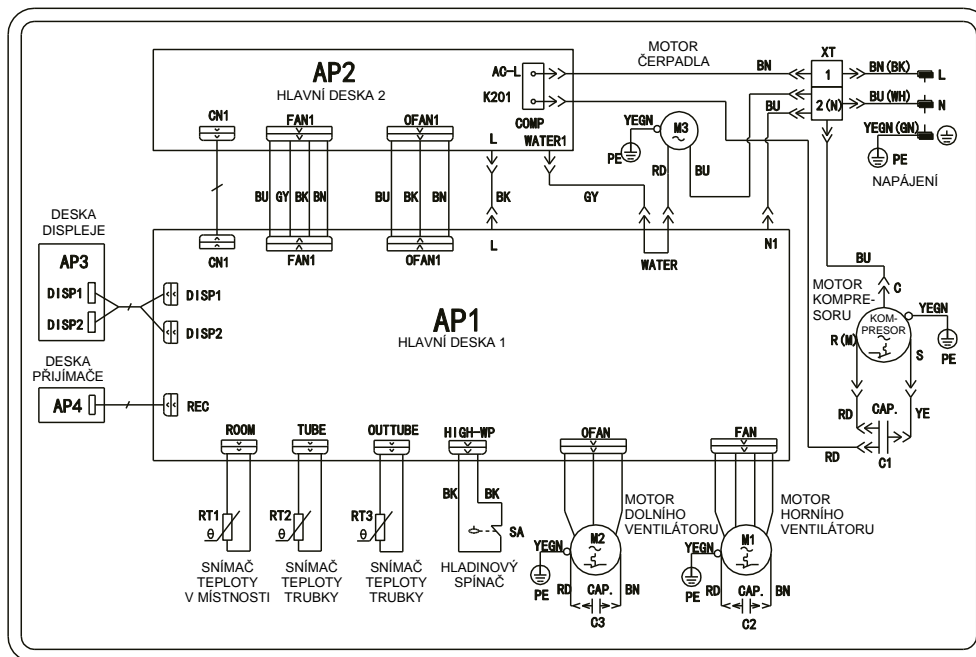 AP2
HLAVNÍ DESKA 2
AC-L
K201
COMP
WATER1
CN1
FAN1
OFAN1
L
MOTOR
ČERPADLA
BN
XT
1
2(N)
BN(BK)
L
BU
BU(WH)
N
YEGN(GN)
PE
NAPÁJENÍ
YEGN
PE
M3
RD
BU
BU
GY
BK
BN
BU
BK
BN
BK
GY
DESKA
DISPLEJE
AP3
DISP1
DISP2
DISP1
DISP2
CN1
FAN1
OFAN1
L
WATER
N1
AP1
HLAVNÍ DESKA 1
BU
C
MOTOR
KOMPRE-
SORU
YEGN
KOM-
PRESOR
R(M)
S
PE
DESKA
PŘIJÍMAČE
AP4
REC
RD
CAP.
YE
C1
RD
ROOM
TUBE
OUTTUBE
HIGH-WP
OFAN
FAN
RT1
θ
RT2
θ
RT3
θ
BK
BK
SA
MOTOR
DOLNÍHO
VENTILÁTORU
MOTOR
HORNÍHO
VENTILÁTORU
YEGN
M2
PE
RD
CAP.
BN
C3
YEGN
M1
PE
RD
CAP.
BN
C2
SNÍMAČ
TEPLOTY
V MÍSTNOSTI
SNÍMAČ
TEPLOTY
TRUBKY
SNÍMAČ
TEPLOTY
TRUBKY
HLADINOVÝ
SPÍNAČ